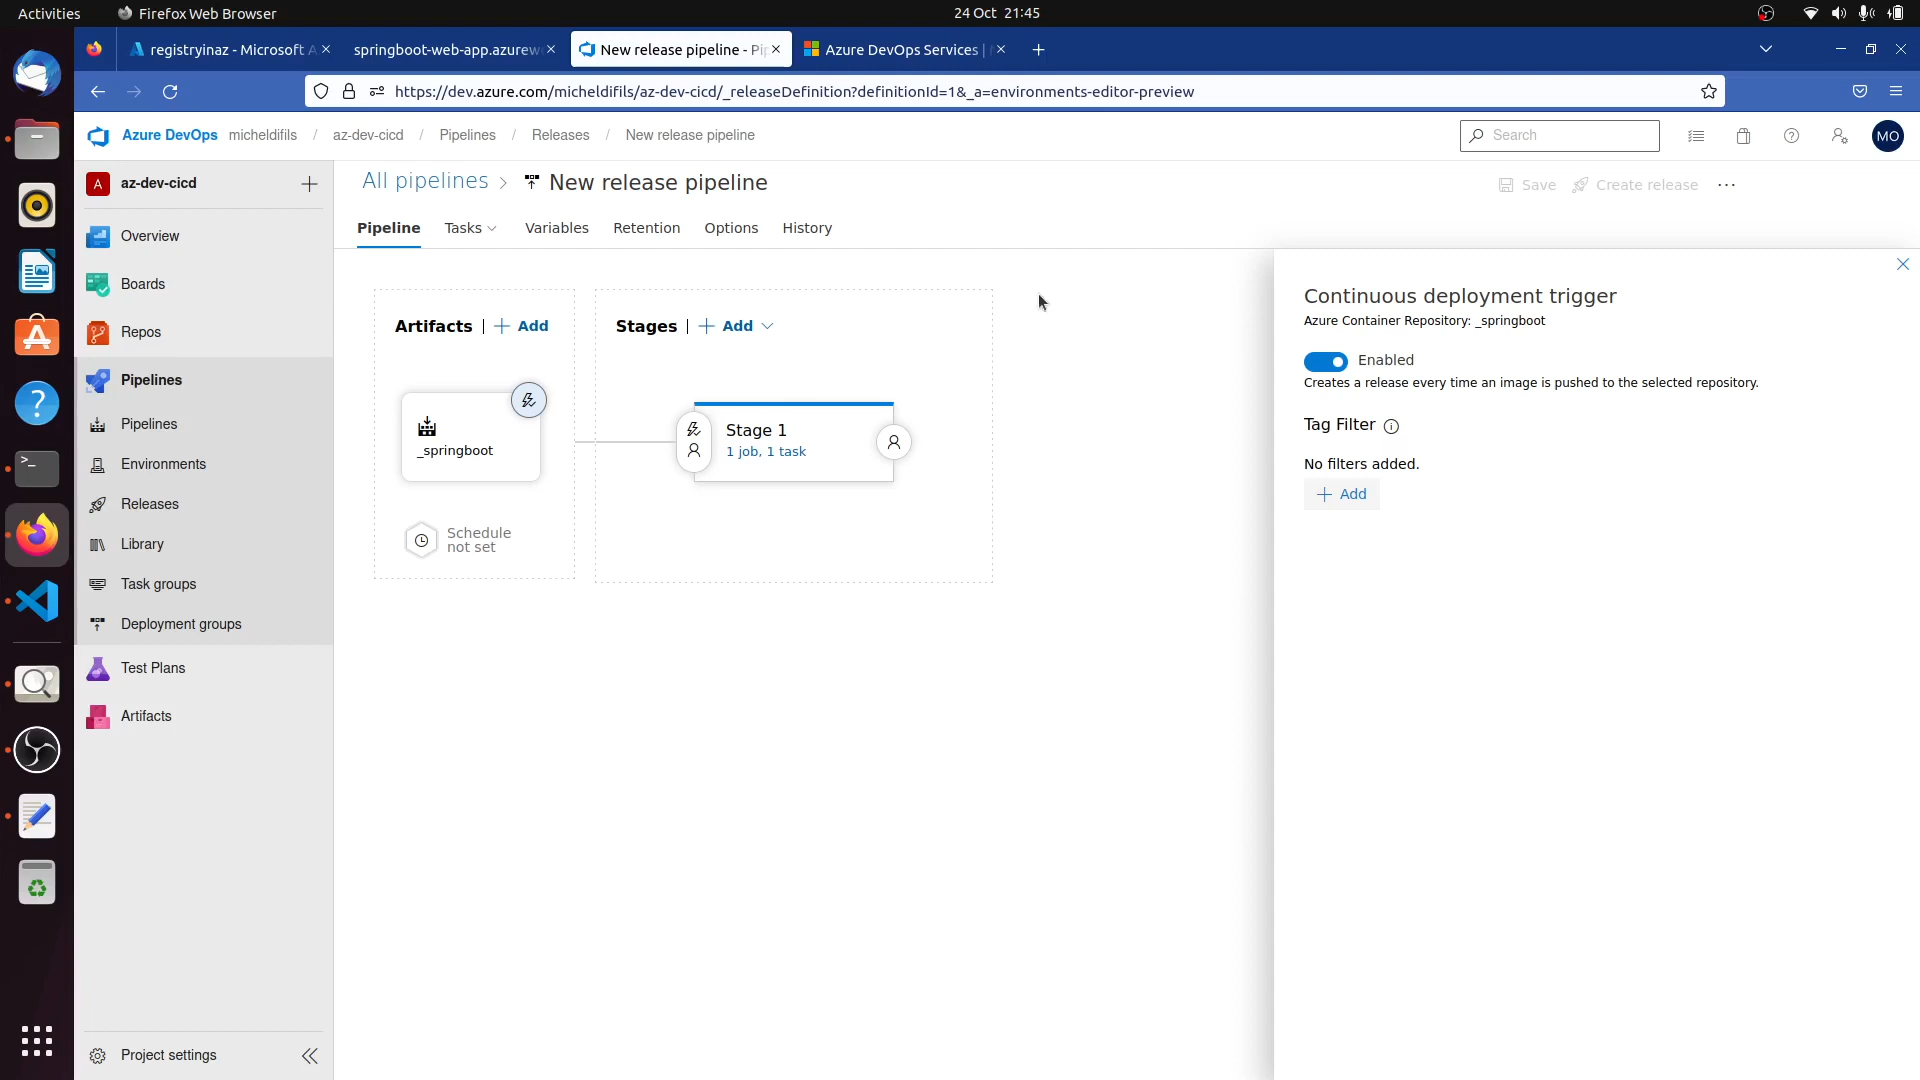 Activities
Firefox Web Browser
24 Oct 21:45
registryinaz - Microsoft A
springboot-web-app.azurew
New release pipeline - Pip
Azure DevOps Services |
https://dev.azure.com/micheldifils/az-dev-cicd/_releaseDefinition?definitionId=1&_a=environments-editor-preview
Azure DevOps
micheldifils
/
az-dev-cicd
/
Pipelines
/
Releases
/
New release pipeline
Search
MO
A
az-dev-cicd
Overview
Boards
Repos
Pipelines
Pipelines
Environments
Releases
Library
Task groups
Deployment groups
Test Plans
Artifacts
Project settings
All pipelines > New release pipeline
Save
Create release
Pipeline
Tasks
Variables
Retention
Options
History
Artifacts | + Add
Stages | + Add
_springboot
Schedule
not set
Stage 1
1 job, 1 task
Continuous deployment trigger
Azure Container Repository: _springboot
Enabled
Creates a release every time an image is pushed to the selected repository.
Tag Filter
No filters added.
+ Add